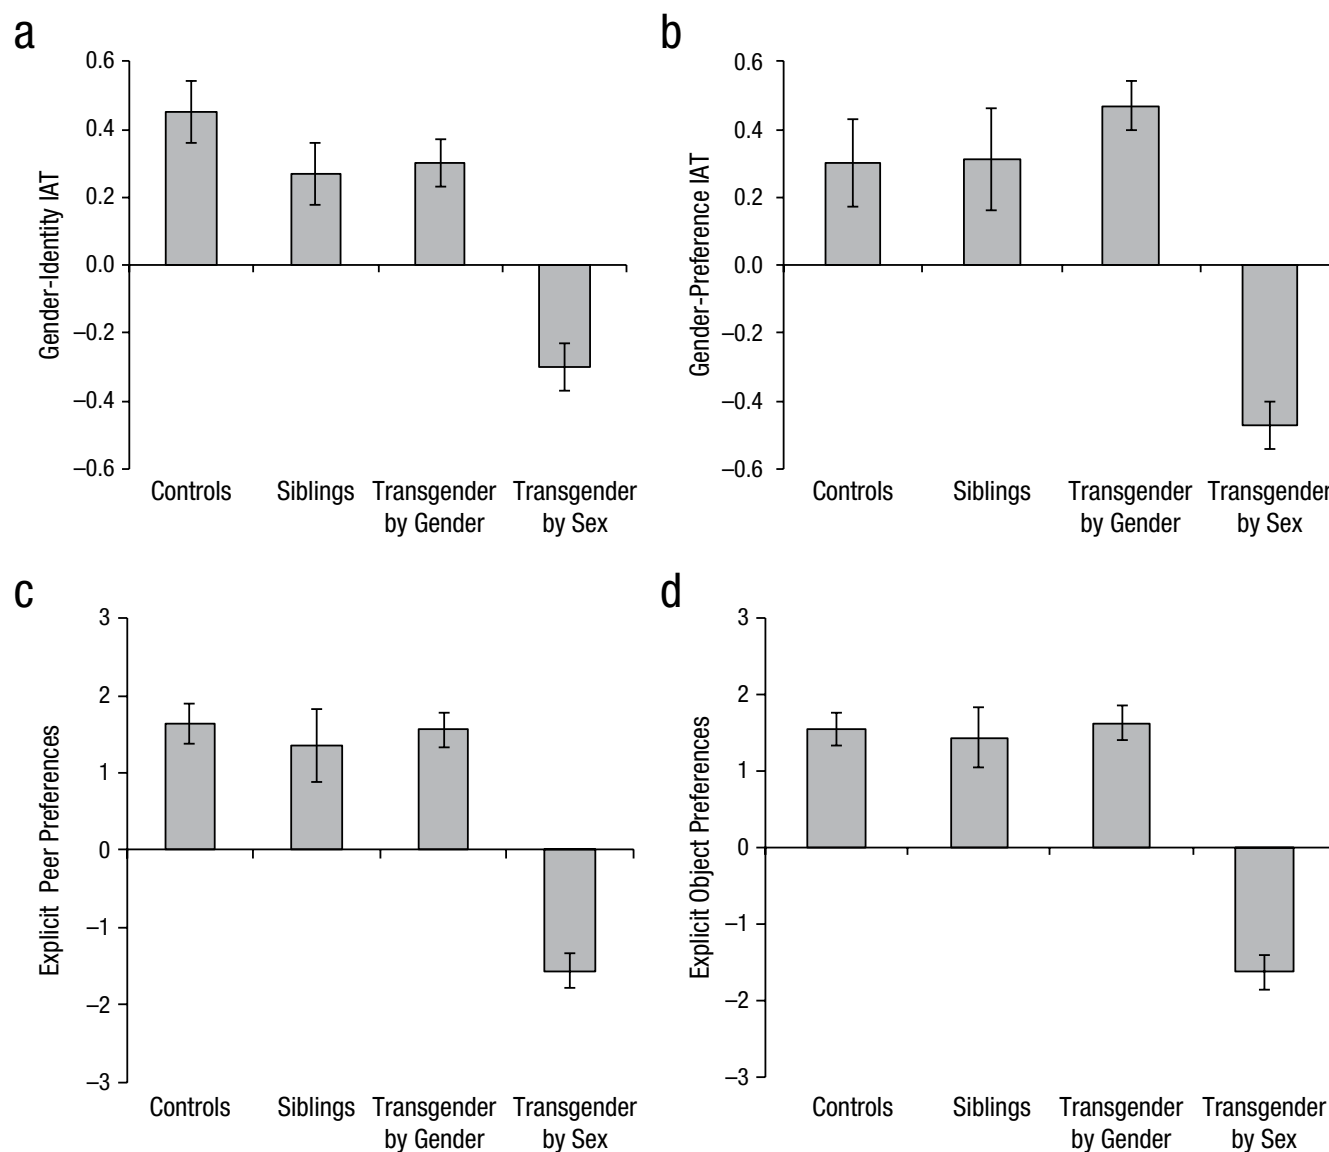 a
Gender-Identity IAT
0.6
0.4
0.2
0.0
–0.2
–0.4
–0.6
Controls
Siblings
Transgender
by Gender
Transgender
by Sex
b
Gender-Preference IAT
0.6
0.4
0.2
0.0
–0.2
–0.4
–0.6
Controls
Siblings
Transgender
by Gender
Transgender
by Sex
c
Explicit Peer Preferences
3
2
1
0
–1
–2
–3
Controls
Siblings
Transgender
by Gender
Transgender
by Sex
d
Explicit Object Preferences
3
2
1
0
–1
–2
–3
Controls
Siblings
Transgender
by Gender
Transgender
by Sex